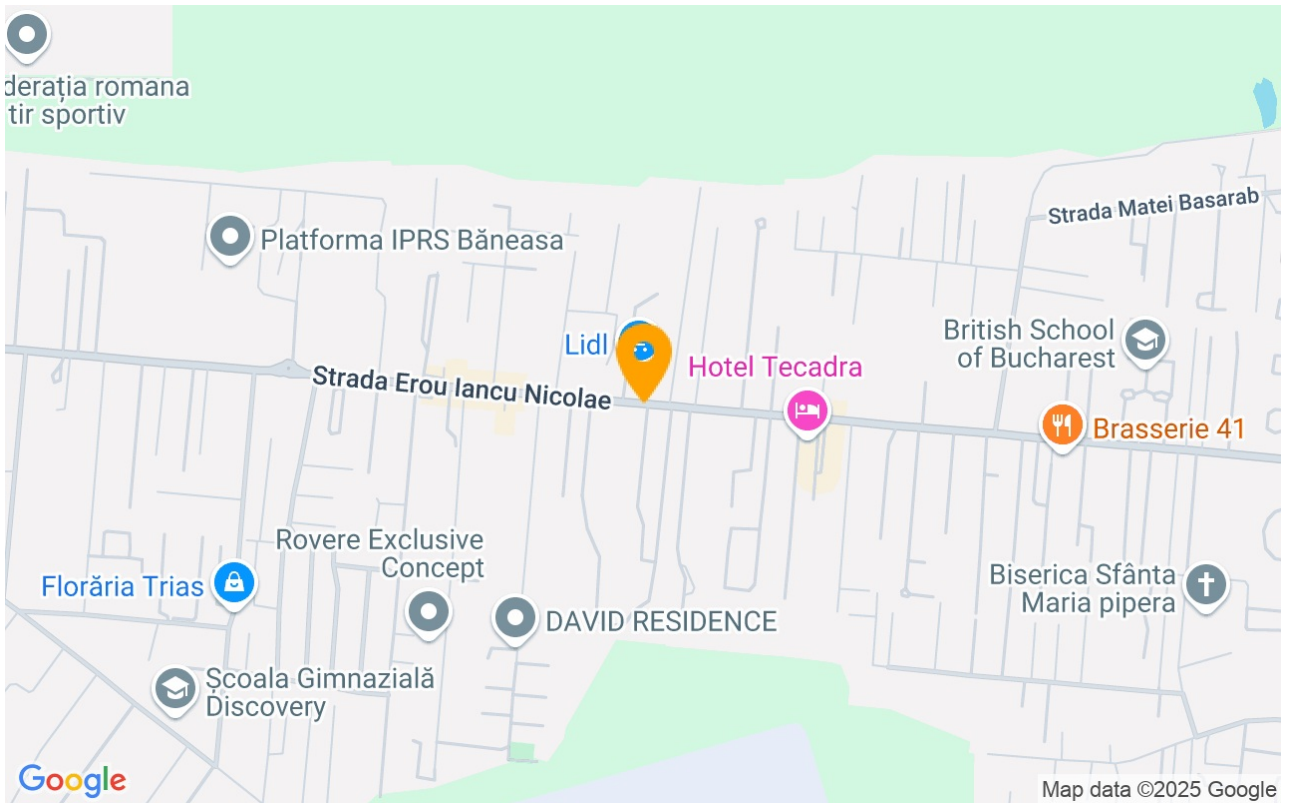 derația romana
tir sportiv
Strada Matei Basarab
Platforma IPRS Băneasa
Lidl
British School
of Bucharest
Hotel Tecadra
Strada Erou Iancu Nicolae
Brasserie 41
Rovere Exclusive
Concept
Florăria Trias
Biserica Sfânta
Maria pipera
DAVID RESIDENCE
Școala Gimnazială
Discovery
Google
Map data ©2025 Google